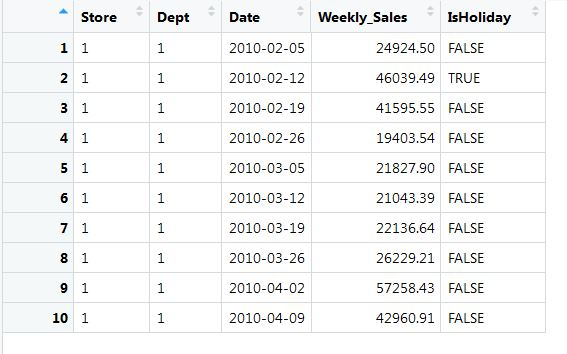 Store Dept Date Weekly_Sales IsHoliday
1 1 1 2010-02-05 24924.50 FALSE
2 1 1 2010-02-12 46039.49 TRUE
3 1 1 2010-02-19 41595.55 FALSE
4 1 1 2010-02-26 19403.54 FALSE
5 1 1 2010-03-05 21827.90 FALSE
6 1 1 2010-03-12 21043.39 FALSE
7 1 1 2010-03-19 22136.64 FALSE
8 1 1 2010-03-26 26229.21 FALSE
9 1 1 2010-04-02 57258.43 FALSE
10 1 1 2010-04-09 42960.91 FALSE